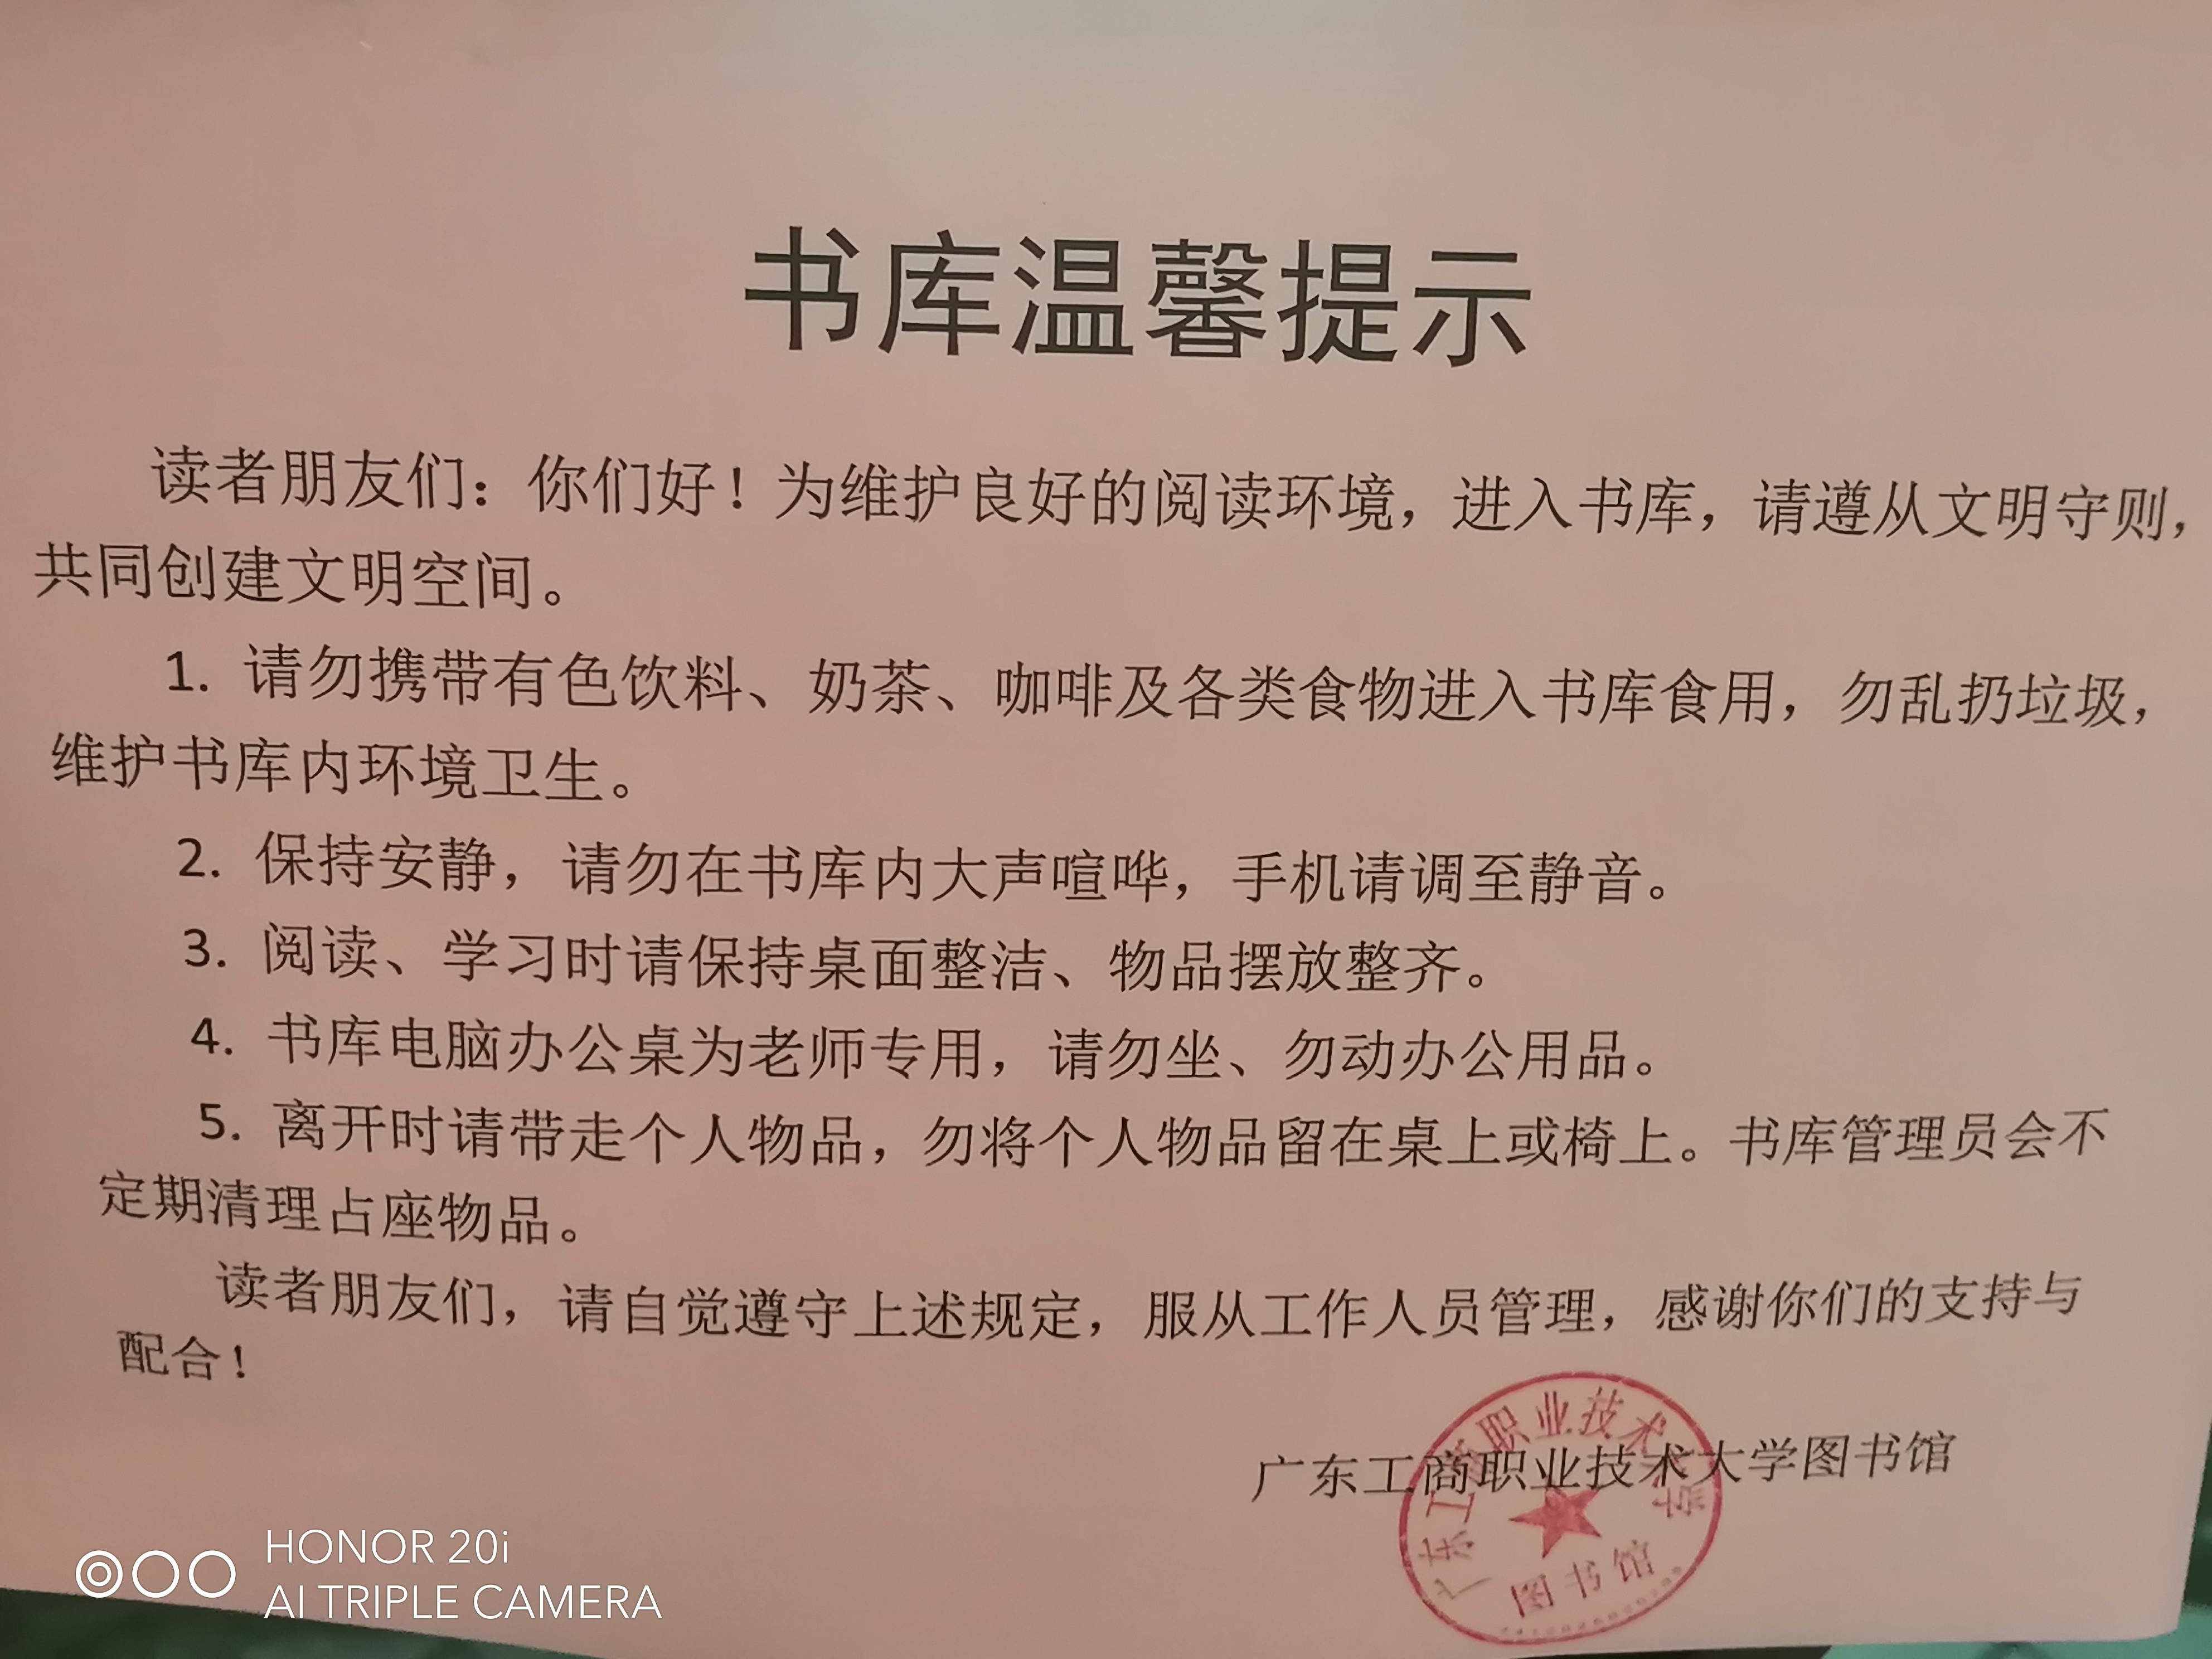 书库温馨提示
读者朋友们：你们好！为维护良好的阅读环境，进入书库，请遵从文明守则，
共同创建文明空间。
1. 请勿携带有色饮料、奶茶、咖啡及各类食物进入书库食用，勿乱扔垃圾，
维护书库内环境卫生。
2. 保持安静，请勿在书库内大声喧哗，手机请调至静音。
3. 阅读、学习时请保持桌面整洁、物品摆放整齐。
4. 书库电脑办公桌为老师专用，请勿坐、勿动办公用品。
5. 离开时请带走个人物品，勿将个人物品留在桌上或椅上。书库管理员会不
定期清理占座物品。
读者朋友们，请自觉遵守上述规定，服从工作人员管理，感谢你们的支持与
配合！
广东工商职业技术大学图书馆
广东工商职业技术大学
图书馆
HONOR 20i
AI TRIPLE CAMERA